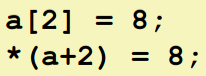 a[2] = 8;
*(a+2) = 8;